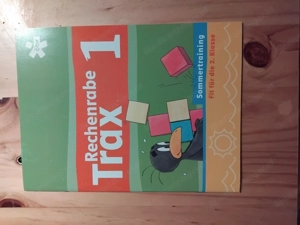 Rechenrabe
Trax 1
Sommertraining
Fit für die 2. Klasse